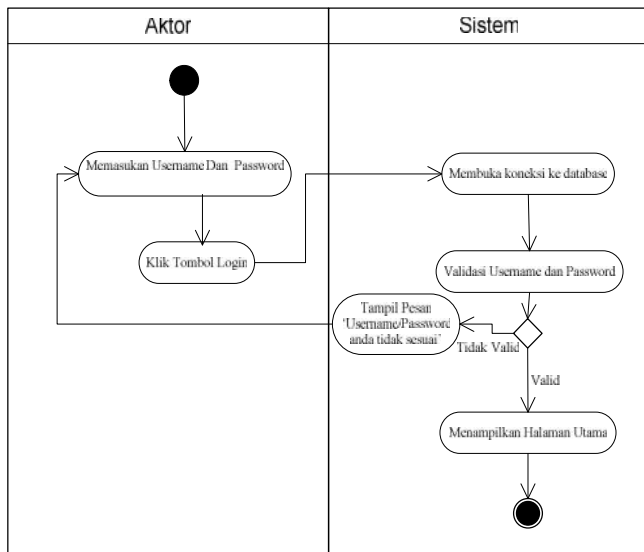 Aktor
Sistem
Memasukan Username Dan Password
Membuka koneksi ke database
Klik Tombol Login
Validasi Username dan Password
Tampil Pesan
'Username/Password
anda tidak sesuai'
Tidak Valid
Valid
Menampilkan Halaman Utama